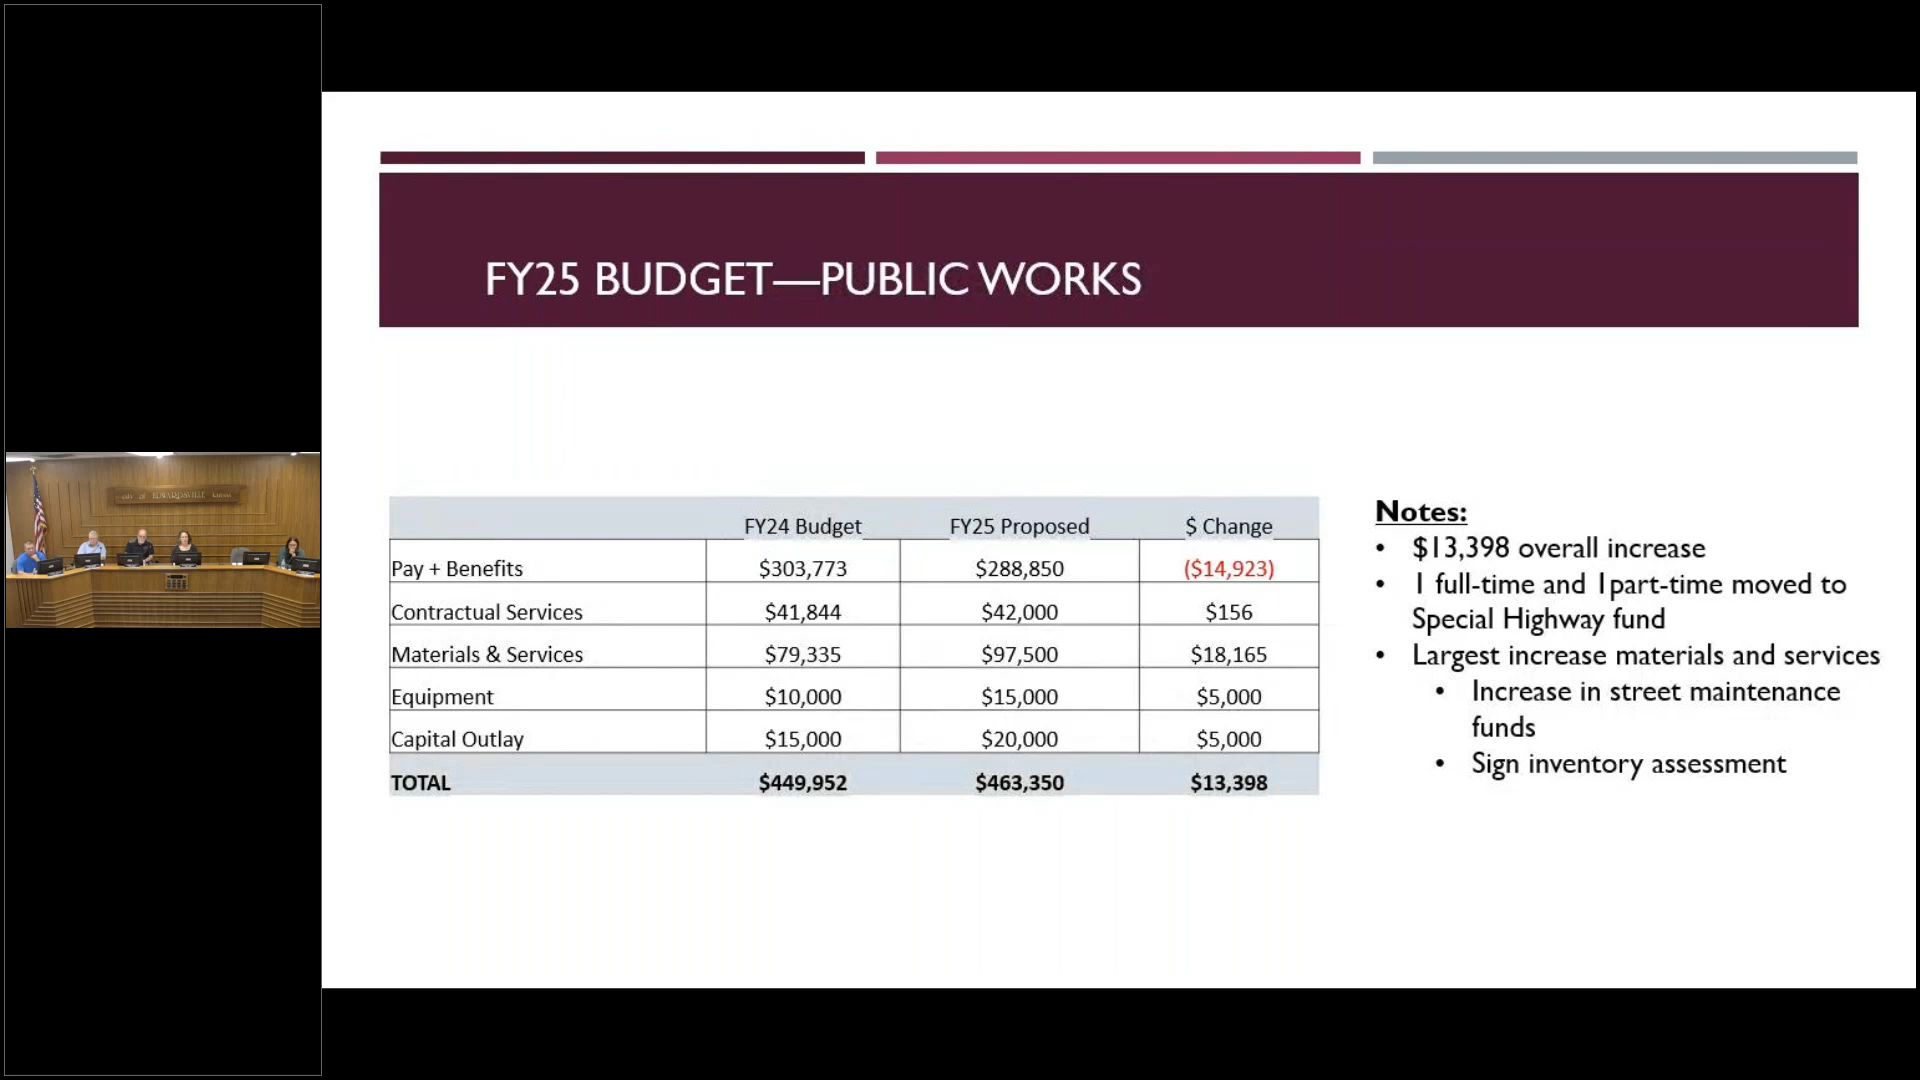 CITY OF EDWARDSVILLE KANSAS
FY25 BUDGET—PUBLIC WORKS
FY24 Budget FY25 Proposed $ Change
Pay + Benefits $303,773 $288,850 ($14,923)
Contractual Services $41,844 $42,000 $156
Materials & Services $79,335 $97,500 $18,165
Equipment $10,000 $15,000 $5,000
Capital Outlay $15,000 $20,000 $5,000
TOTAL $449,952 $463,350 $13,398
Notes:
• $13,398 overall increase
• 1 full-time and 1part-time moved to
Special Highway fund
• Largest increase materials and services
• Increase in street maintenance
funds
• Sign inventory assessment